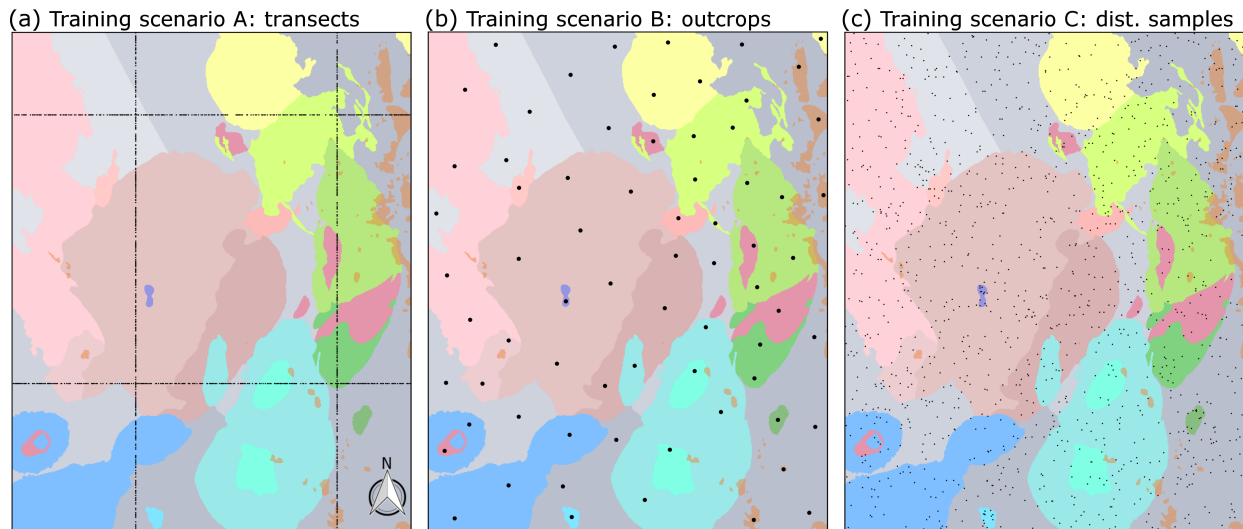 (a) Training scenario A: transects
(b) Training scenario B: outcrops
(c) Training scenario C: dist. samples
N